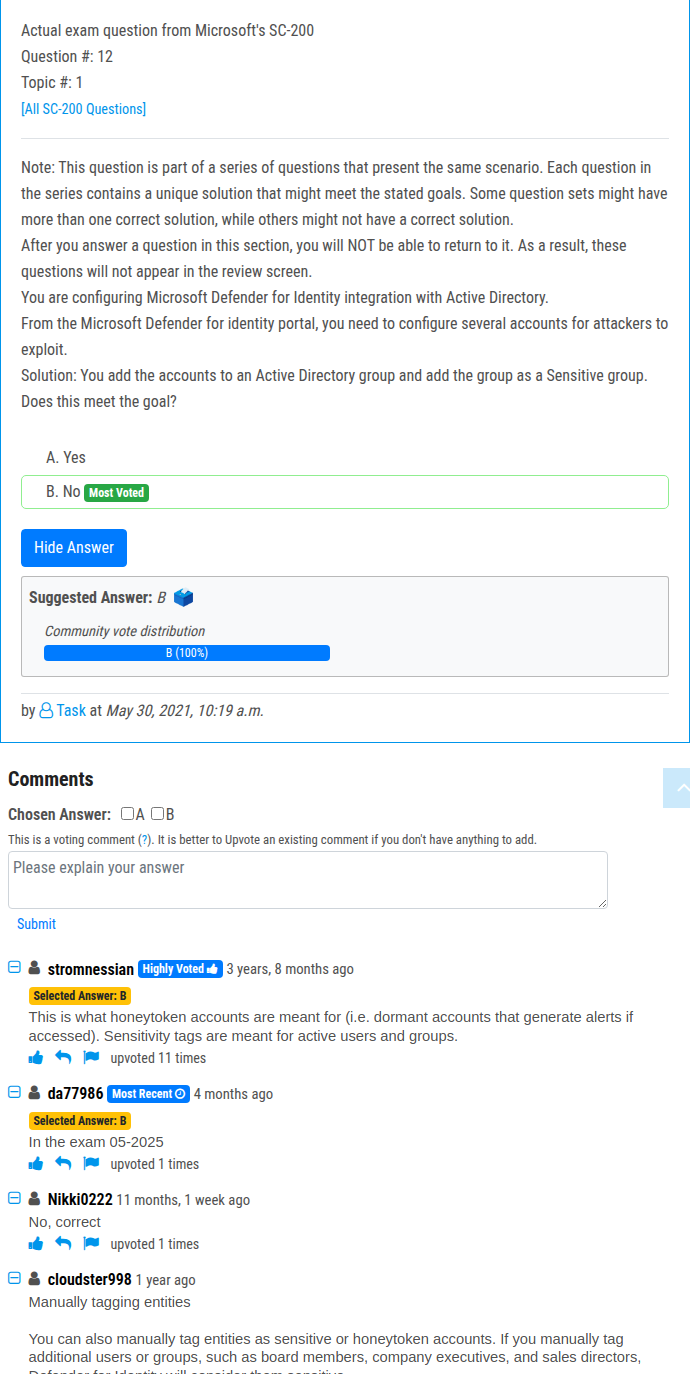 Actual exam question from Microsoft's SC-200
Question #: 12
Topic #: 1
[All SC-200 Questions]
Note: This question is part of a series of questions that present the same scenario. Each question in
the series contains a unique solution that might meet the stated goals. Some question sets might have
more than one correct solution, while others might not have a correct solution.
After you answer a question in this section, you will NOT be able to return to it. As a result, these
questions will not appear in the review screen.
You are configuring Microsoft Defender for Identity integration with Active Directory.
From the Microsoft Defender for identity portal, you need to configure several accounts for attackers to
exploit.
Solution: You add the accounts to an Active Directory group and add the group as a Sensitive group.
Does this meet the goal?
A. Yes
B. No Most Voted
Hide Answer
Suggested Answer: B
Community vote distribution
B (100%)
by Task at May 30, 2021, 10:19 a.m.
Comments
Chosen Answer: A B
This is a voting comment (?). It is better to Upvote an existing comment if you don't have anything to add.
Please explain your answer
Submit
stromnessian Highly Voted 3 years, 8 months ago
Selected Answer: B
This is what honeytoken accounts are meant for (i.e. dormant accounts that generate alerts if
accessed). Sensitivity tags are meant for active users and groups.
upvoted 11 times
da77986 Most Recent 4 months ago
Selected Answer: B
In the exam 05-2025
upvoted 1 times
Nikki0222 11 months, 1 week ago
No, correct
upvoted 1 times
cloudster998 1 year ago
Manually tagging entities
You can also manually tag entities as sensitive or honeytoken accounts. If you manually tag
additional users or groups, such as board members, company executives, and sales directors,
Defender for Identity will consider them sensitive.